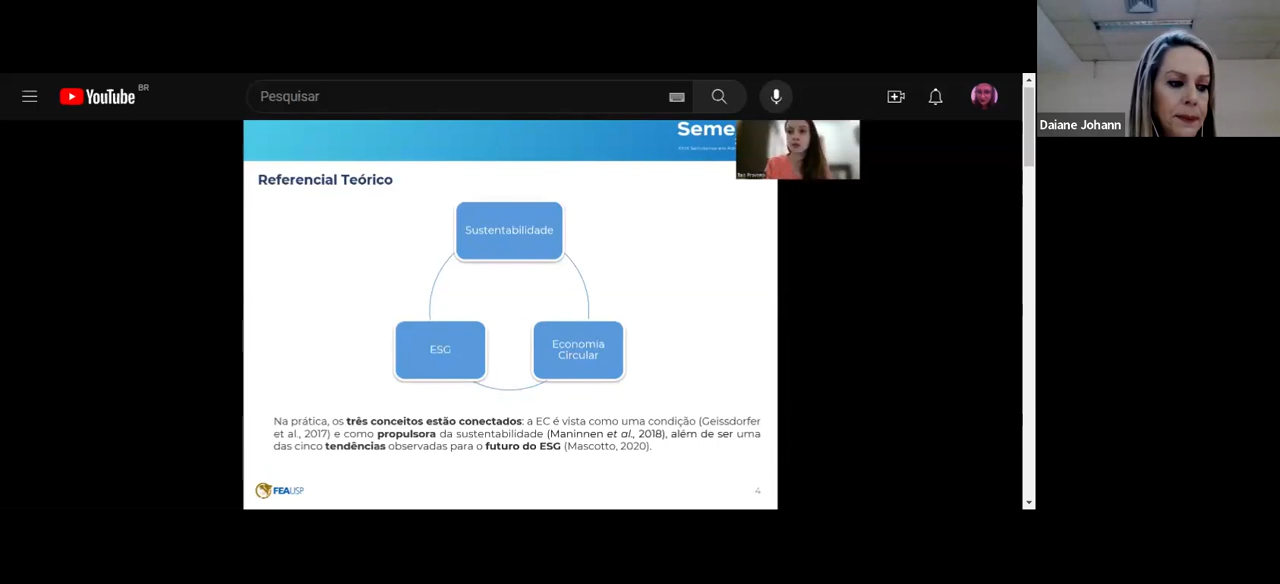 YouTube
BR
Pesquisar
Daiane Johann
Seme
Referencial Teórico
Sustentabilidade
ESG
Economia
Circular
Na prática, os três conceitos estão conectados: a EC é vista como uma condição (Geissdorfer
et al., 2017) e como propulsora da sustentabilidade (Maninnen et al., 2018), além de ser uma
das cinco tendências observadas para o futuro do ESG (Mascotto, 2020).
FEAUSP
4